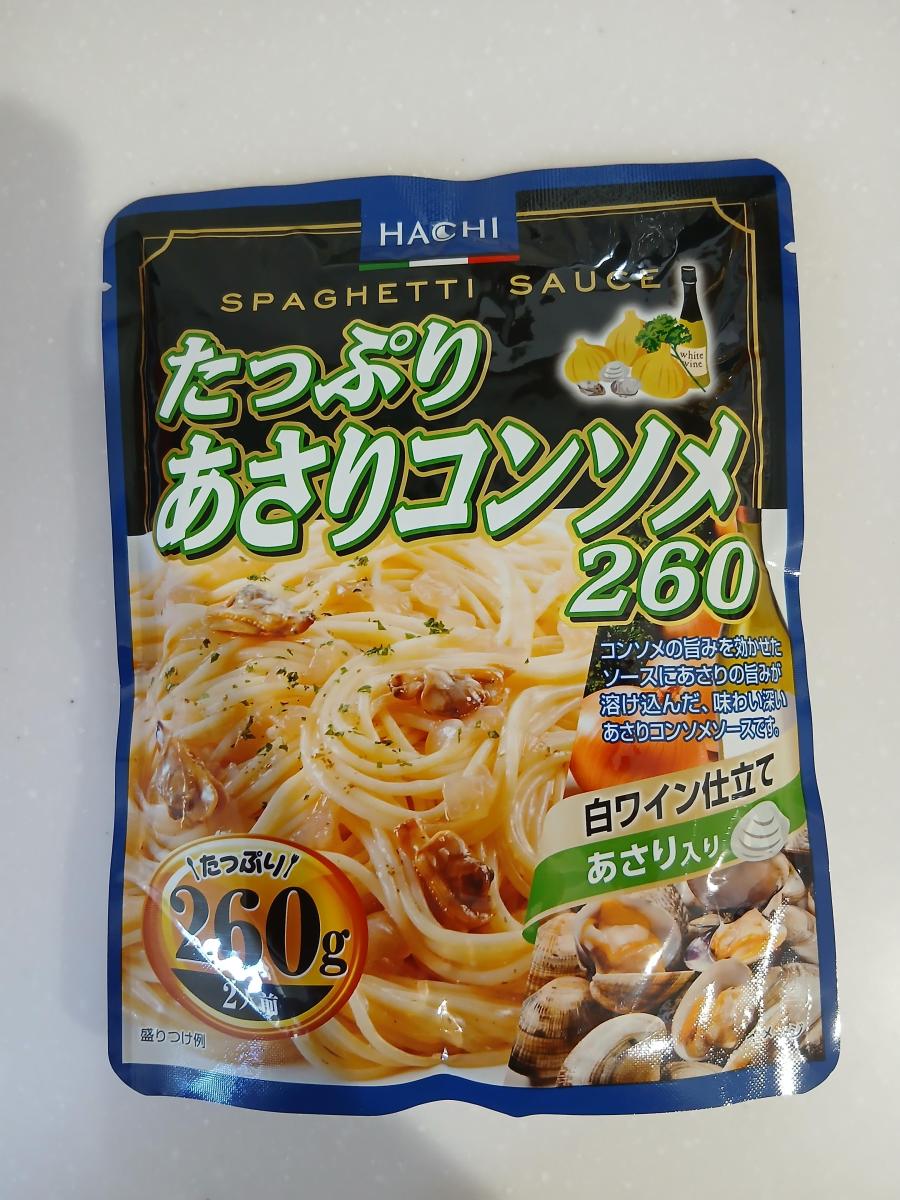 HACHI
SPAGHETTI SAUCE
white
wine
たっぷり
あさりコンソメ
260
コンソメの旨みを効かせた
ソースにあさりの旨みが
溶け込んだ、味わい深い
あさりコンソメソースです。
白ワイン仕立て
あさり入り
たっぷり
260g
2人前
盛りつけ例
イメージ